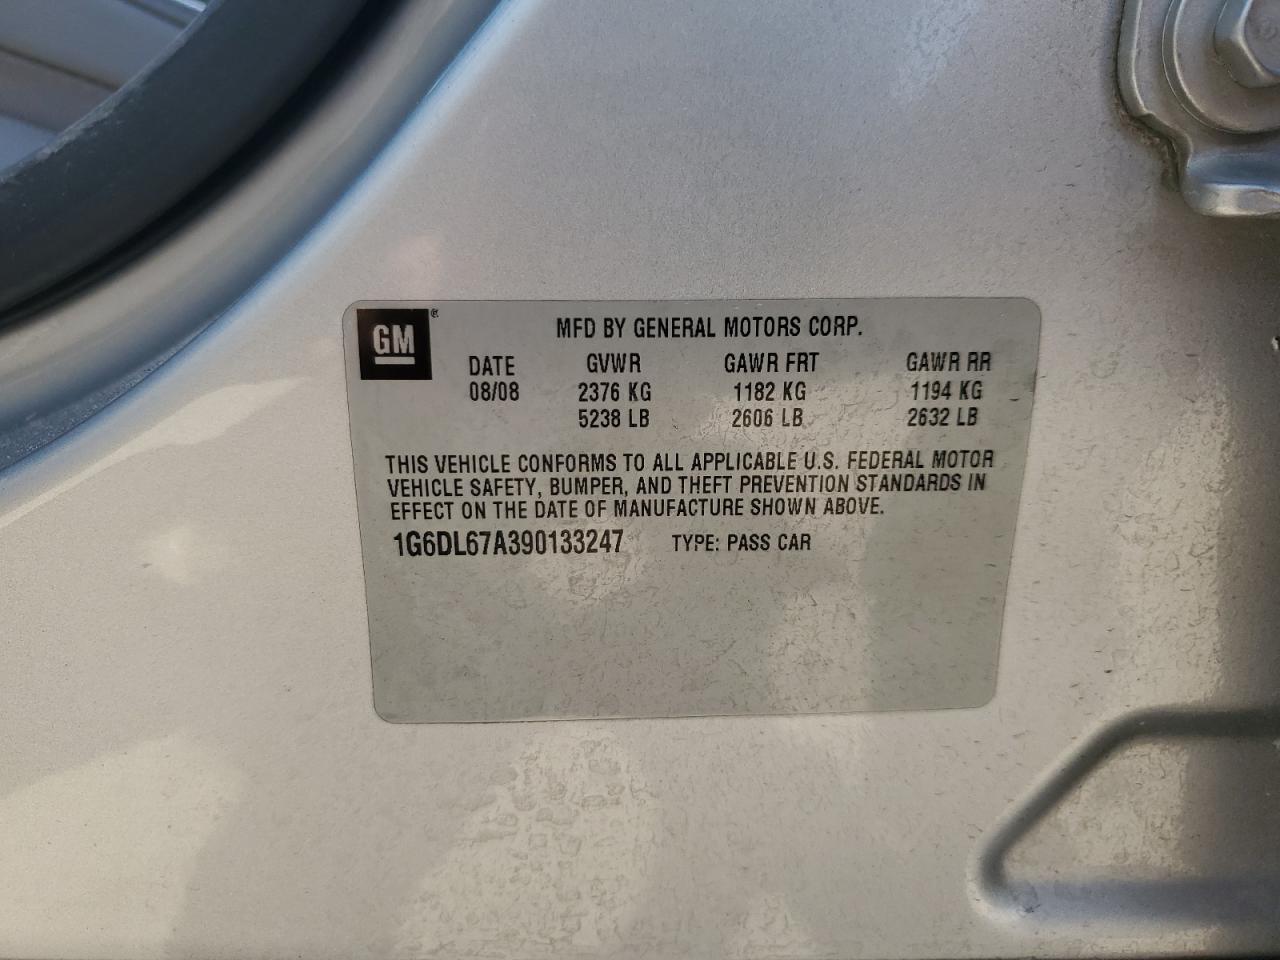 GM®
MFD BY GENERAL MOTORS CORP.
DATE GVWR GAWR FRT GAWR RR
08/08 2376 KG 1182 KG 1194 KG
5238 LB 2606 LB 2632 LB
THIS VEHICLE CONFORMS TO ALL APPLICABLE U.S. FEDERAL MOTOR
VEHICLE SAFETY, BUMPER, AND THEFT PREVENTION STANDARDS IN
EFFECT ON THE DATE OF MANUFACTURE SHOWN ABOVE.
1G6DL67A390133247 TYPE: PASS CAR